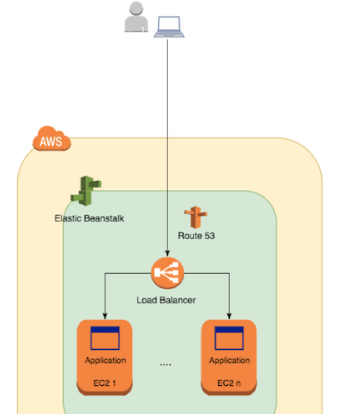 AWS
Elastic Beanstalk
Route 53
Load Balancer
Application
....
Application
EC2 1
EC2 n